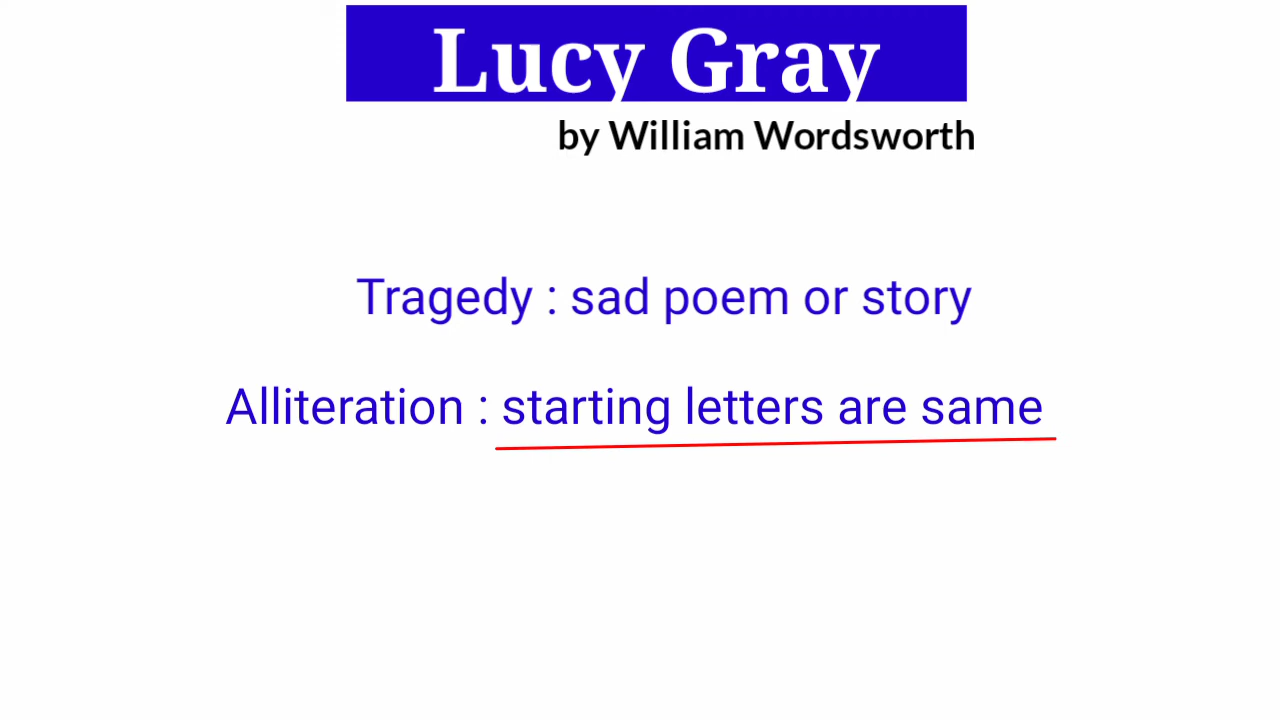 Lucy Gray
by William Wordsworth
Tragedy : sad poem or story
Alliteration : starting letters are same